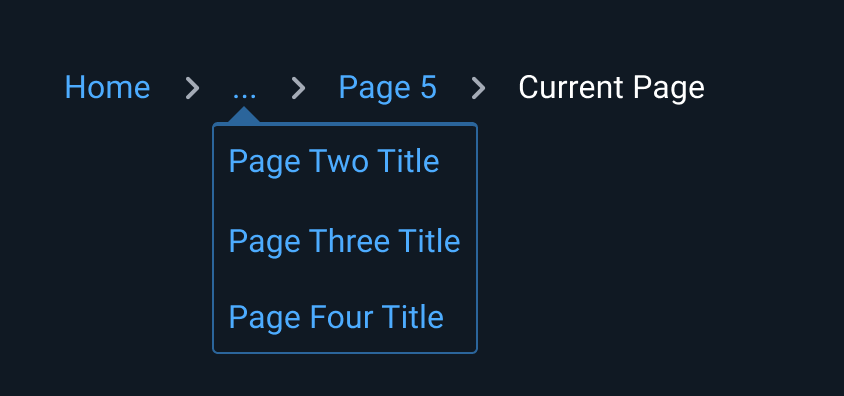 Home > ... > Page 5 > Current Page
Page Two Title
Page Three Title
Page Four Title